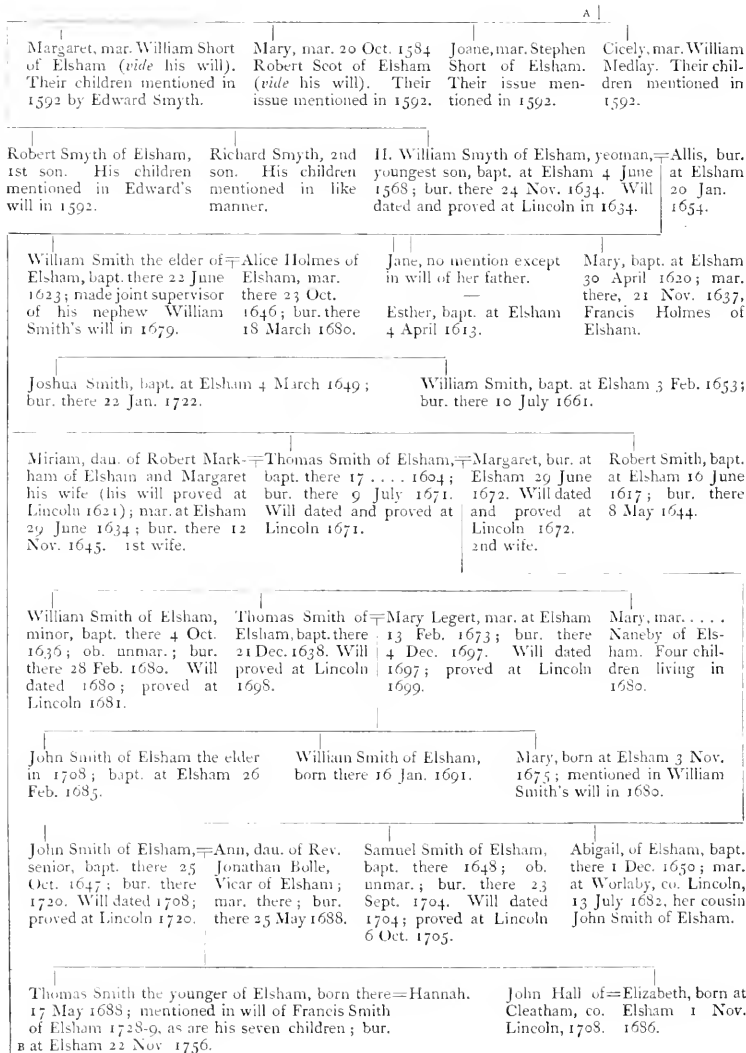 A
Margaret, mar. William Short
of Elsham (vide his will).
Their children mentioned in
1592 by Edward Smyth.
Mary, mar. 20 Oct. 1584
Robert Scot of Elsham
(vide his will). Their
issue mentioned in 1592.
Joane, mar. Stephen
Short of Elsham.
Their issue men-
tioned in 1592.
Cicely, mar. William
Medlay. Their chil-
dren mentioned in
1592.
Robert Smyth of Elsham,
1st son. His children
mentioned in Edward's
will in 1592.
Richard Smyth, 2nd
son. His children
mentioned in like
manner.
II. William Smyth of Elsham, yeoman,
youngest son, bapt. at Elsham 4 June
1568; bur. there 24 Nov. 1634. Will
dated and proved at Lincoln in 1634.
Allis, bur.
at Elsham
20 Jan.
1654.
William Smith the elder of
Elsham, bapt. there 22 June
1623; made joint supervisor
of his nephew William
Smith's will in 1679.
Alice Holmes of
Elsham, mar.
there 23 Oct.
1646; bur. there
18 March 1680.
Jane, no mention except
in will of her father.
—
Esther, bapt. at Elsham
4 April 1613.
Mary, bapt. at Elsham
30 April 1620; mar.
there, 21 Nov. 1637,
Francis Holmes of
Elsham.
Joshua Smith, bapt. at Elsham 4 March 1649;
bur. there 22 Jan. 1722.
William Smith, bapt. at Elsham 3 Feb. 1653;
bur. there 10 July 1661.
Miriam, dau. of Robert Mark-
ham of Elsham and Margaret
his wife (his will proved at
Lincoln 1621); mar. at Elsham
29 June 1634; bur. there 12
Nov. 1645. 1st wife.
Thomas Smith of Elsham,
bapt. there 17 .... 1604;
bur. there 9 July 1671.
Will dated and proved at
Lincoln 1671.
Margaret, bur. at
Elsham 29 June
1672. Will dated
and proved at
Lincoln 1672.
2nd wife.
Robert Smith, bapt.
at Elsham 16 June
1617; bur. there
8 May 1644.
William Smith of Elsham,
minor, bapt. there 4 Oct.
1636; ob. unmar.; bur.
there 28 Feb. 1680. Will
dated 1680; proved at
Lincoln 1681.
Thomas Smith of
Elsham, bapt. there
21 Dec. 1638. Will
proved at Lincoln
1698.
Mary Legert, mar. at Elsham
13 Feb. 1673; bur. there
4 Dec. 1697. Will dated
1697; proved at Lincoln
1699.
Mary, mar. ....
Naneby of Els-
ham. Four chil-
dren living in
1680.
John Smith of Elsham the elder
in 1708; bapt. at Elsham 26
Feb. 1685.
William Smith of Elsham,
born there 16 Jan. 1691.
Mary, born at Elsham 3 Nov.
1675; mentioned in William
Smith's will in 1680.
John Smith of Elsham,
senior, bapt. there 25
Oct. 1647; bur. there
1720. Will dated 1708;
proved at Lincoln 1720.
Ann, dau. of Rev.
Jonathan Bolle,
Vicar of Elsham;
mar. there; bur.
there 25 May 1688.
Samuel Smith of Elsham,
bapt. there 1648; ob.
unmar.; bur. there 23
Sept. 1704. Will dated
1704; proved at Lincoln
6 Oct. 1705.
Abigail, of Elsham, bapt.
there 1 Dec. 1650; mar.
at Worlaby, co. Lincoln,
13 July 1682, her cousin
John Smith of Elsham.
Thomas Smith the younger of Elsham, born there=Hannah.
17 May 1688; mentioned in will of Francis Smith
of Elsham 1728-9, as are his seven children; bur.
B at Elsham 22 Nov 1756.
John Hall of=
Cleatham, co.
Lincoln, 1708.
Elizabeth, born at
Elsham 1 Nov.
1686.